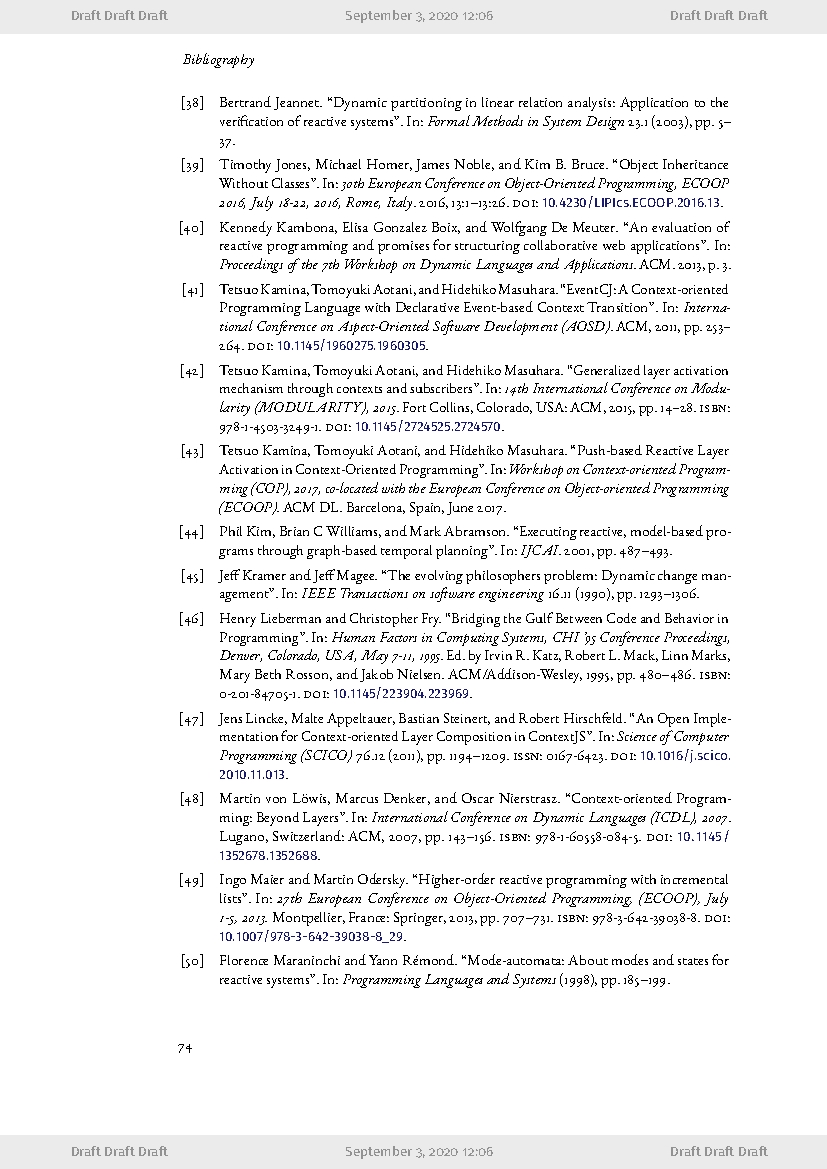 Draft Draft Draft September 3, 2020 12:06 Draft Draft Draft
Bibliography
[38] Bertrand Jeannet. “Dynamic partitioning in linear relation analysis: Application to the
verification of reactive systems”. In: Formal Methods in System Design 23.1 (2003), pp. 5–
37.
[39] Timothy Jones, Michael Homer, James Noble, and Kim B. Bruce. “Object Inheritance
Without Classes”. In: 30th European Conference on Object-Oriented Programming, ECOOP
2016, July 18-22, 2016, Rome, Italy. 2016, 13:1–13:26. DOI: 10.4230/LIPIcs.ECOOP.2016.13.
[40] Kennedy Kambona, Elisa Gonzalez Boix, and Wolfgang De Meuter. “An evaluation of
reactive programming and promises for structuring collaborative web applications”. In:
Proceedings of the 7th Workshop on Dynamic Languages and Applications. ACM. 2013, p. 3.
[41] Tetsuo Kamina, Tomoyuki Aotani, and Hidehiko Masuhara. “EventCJ: A Context-oriented
Programming Language with Declarative Event-based Context Transition”. In: Interna-
tional Conference on Aspect-Oriented Software Development (AOSD). ACM, 2011, pp. 253–
264. DOI: 10.1145/1960275.1960305.
[42] Tetsuo Kamina, Tomoyuki Aotani, and Hidehiko Masuhara. “Generalized layer activation
mechanism through contexts and subscribers”. In: 14th International Conference on Modu-
larity (MODULARITY), 2015. Fort Collins, Colorado, USA: ACM, 2015, pp. 14–28. ISBN:
978-1-4503-3249-1. DOI: 10.1145/2724525.2724570.
[43] Tetsuo Kamina, Tomoyuki Aotani, and Hidehiko Masuhara. “Push-based Reactive Layer
Activation in Context-Oriented Programming”. In: Workshop on Context-oriented Program-
ming (COP), 2017, co-located with the European Conference on Object-oriented Programming
(ECOOP). ACM DL. Barcelona, Spain, June 2017.
[44] Phil Kim, Brian C Williams, and Mark Abramson. “Executing reactive, model-based pro-
grams through graph-based temporal planning”. In: IJCAI. 2001, pp. 487–493.
[45] Jeff Kramer and Jeff Magee. “The evolving philosophers problem: Dynamic change man-
agement”. In: IEEE Transactions on software engineering 16.11 (1990), pp. 1293–1306.
[46] Henry Lieberman and Christopher Fry. “Bridging the Gulf Between Code and Behavior in
Programming”. In: Human Factors in Computing Systems, CHI ’95 Conference Proceedings,
Denver, Colorado, USA, May 7-11, 1995. Ed. by Irvin R. Katz, Robert L. Mack, Linn Marks,
Mary Beth Rosson, and Jakob Nielsen. ACM/Addison-Wesley, 1995, pp. 480–486. ISBN:
0-201-84705-1. DOI: 10.1145/223904.223969.
[47] Jens Lincke, Malte Appeltauer, Bastian Steinert, and Robert Hirschfeld. “An Open Imple-
mentation for Context-oriented Layer Composition in ContextJS”. In: Science of Computer
Programming (SCICO) 76.12 (2011), pp. 1194–1209. ISSN: 0167-6423. DOI: 10.1016/j.scico.
2010.11.013.
[48] Martin von Löwis, Marcus Denker, and Oscar Nierstrasz. “Context-oriented Program-
ming: Beyond Layers”. In: International Conference on Dynamic Languages (ICDL), 2007.
Lugano, Switzerland: ACM, 2007, pp. 143–156. ISBN: 978-1-60558-084-5. DOI: 10.1145/
1352678.1352688.
[49] Ingo Maier and Martin Odersky. “Higher-order reactive programming with incremental
lists”. In: 27th European Conference on Object-Oriented Programming, (ECOOP), July
1-5, 2013. Montpellier, France: Springer, 2013, pp. 707–731. ISBN: 978-3-642-39038-8. DOI:
10.1007/978-3-642-39038-8_29.
[50] Florence Maraninchi and Yann Rémond. “Mode-automata: About modes and states for
reactive systems”. In: Programming Languages and Systems (1998), pp. 185–199.
74
Draft Draft Draft September 3, 2020 12:06 Draft Draft Draft